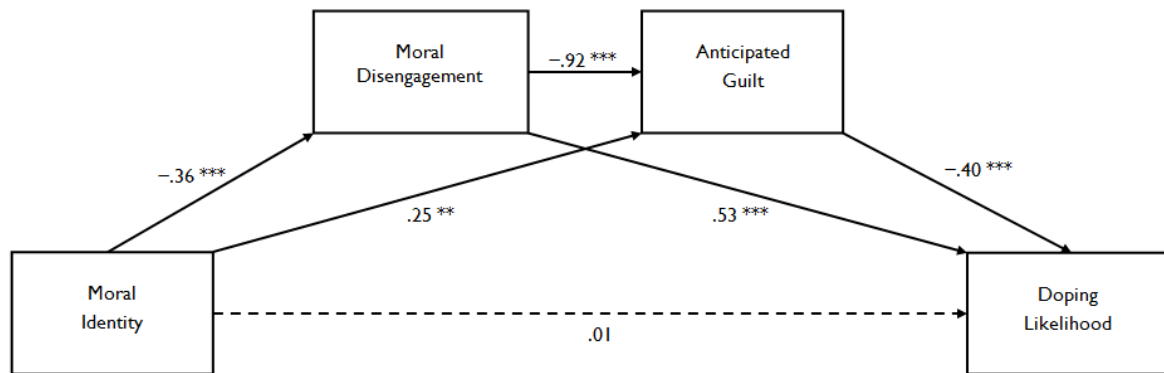 Moral
Disengagement
−.92 ***
Anticipated
Guilt
−.36 ***
.25 **
.53 ***
−.40 ***
Moral
Identity
.01
Doping
Likelihood